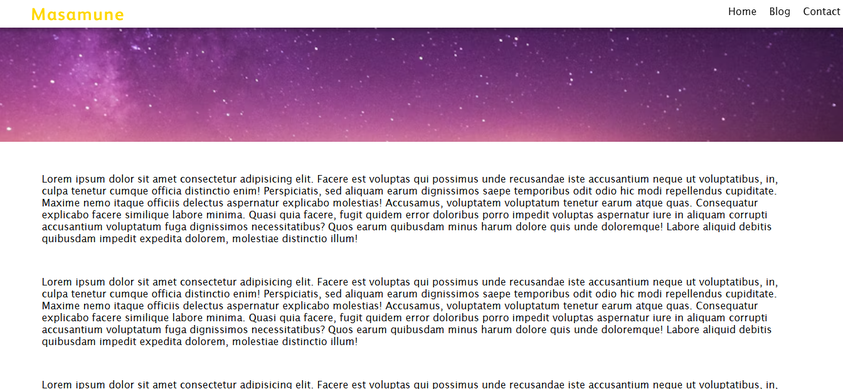 Masamune
Home Blog Contact
Lorem ipsum dolor sit amet consectetur adipisicing elit. Facere est voluptas qui possimus unde recusandae iste accusantium neque ut voluptatibus, in,
culpa tenetur cumque officia distinctio enim! Perspiciatis, sed aliquam earum dignissimos saepe temporibus odit odio hic modi repellendus cupiditate.
Maxime nemo itaque officiis delectus aspernatur explicabo molestias! Accusamus, voluptatem voluptatum tenetur earum atque quas. Consequatur
explicabo facere similique labore minima. Quasi quia facere, fugit quidem error doloribus porro impedit voluptas aspernatur iure in aliquam corrupti
accusantium voluptatum fuga dignissimos necessitatibus? Quos earum quibusdam minus harum dolore quis unde doloremque! Labore aliquid debitis
quibusdam impedit expedita dolorem, molestiae distinctio illum!
Lorem ipsum dolor sit amet consectetur adipisicing elit. Facere est voluptas qui possimus unde recusandae iste accusantium neque ut voluptatibus, in,
culpa tenetur cumque officia distinctio enim! Perspiciatis, sed aliquam earum dignissimos saepe temporibus odit odio hic modi repellendus cupiditate.
Maxime nemo itaque officiis delectus aspernatur explicabo molestias! Accusamus, voluptatem voluptatum tenetur earum atque quas. Consequatur
explicabo facere similique labore minima. Quasi quia facere, fugit quidem error doloribus porro impedit voluptas aspernatur iure in aliquam corrupti
accusantium voluptatum fuga dignissimos necessitatibus? Quos earum quibusdam minus harum dolore quis unde doloremque! Labore aliquid debitis
quibusdam impedit expedita dolorem, molestiae distinctio illum!
Lorem ipsum dolor sit amet consectetur adipisicing elit. Facere est voluptas qui possimus unde recusandae iste accusantium neque ut voluptatibus, in,